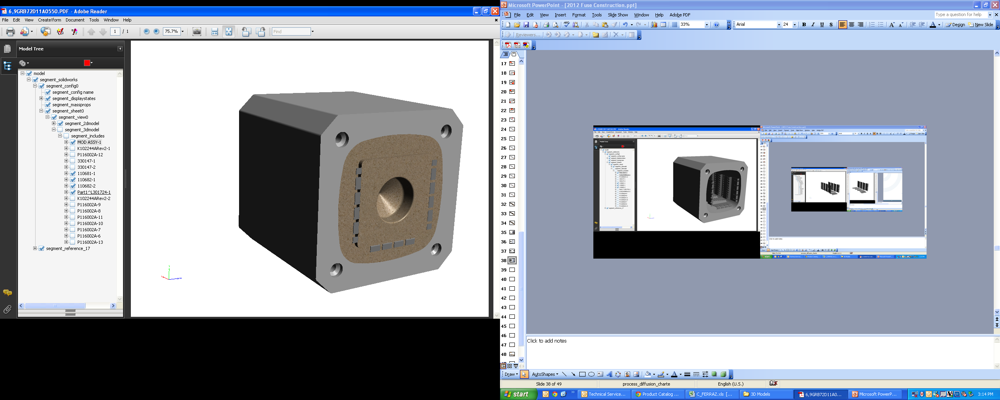 6,9GRB72D11A0550.PDF - Adobe Reader
File Edit View Create!form Document Tools Window Help
1 / 1 75.7% Find
Model Tree
model
segment_solidworks
segment_config0
segment_config name
segment_displaystates
segment_massprops
segment_sheet0
segment_view0
segment_2dmodel
segment_3dmodel
segment_includes
MOD ASSY-1
K102244ARev2-1
P116002A-12
330147-1
330147-2
110681-1
110682-1
110682-2
Part1^L301724-1
K102244ARev2-2
P116002A-9
P116002A-8
P116002A-11
P116002A-10
P116002A-7
P116002A-6
P116002A-13
segment_reference_17
Microsoft PowerPoint - [2012 Fuse Construction.ppt]
File Edit View Insert Format Tools Slide Show Window Help Adobe PDF
Type a question for help
33% Arial 24 B I U S Design New Slide
Reviewers...
17
18
19
20
21
22
23
24
25
26
27
28
29
30
31
32
33
34
35
36
37
38
39
40
41
42
43
44
45
46
47
48
Click to add notes
Draw AutoShapes
Slide 38 of 49 process_diffusion_charte English (U.S.)
start Technical Service... Product Catalog ... C_FERRAZ.xls [... 3D Models 6,9GRB72D11A0... Microsoft PowerP... 3:14 PM